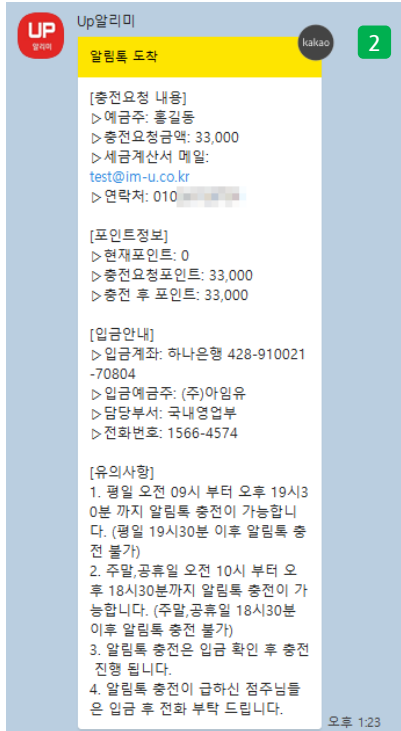 UP
알리미
Up알리미
kakao
2
알림톡 도착
[충전요청 내용]
▷예금주: 홍길동
▷충전요청금액: 33,000
▷세금계산서 메일:
test@im-u.co.kr
▷연락처: 010
[포인트정보]
▷현재포인트: 0
▷충전요청포인트: 33,000
▷충전 후 포인트: 33,000
[입금안내]
▷입금계좌: 하나은행 428-910021
-70804
▷입금예금주: (주)아임유
▷담당부서: 국내영업부
▷전화번호: 1566-4574
[유의사항]
1. 평일 오전 09시 부터 오후 19시3
0분 까지 알림톡 충전이 가능합니
다. (평일 19시30분 이후 알림톡 충
전 불가)
2. 주말,공휴일 오전 10시 부터 오
후 18시30분까지 알림톡 충전이 가
능합니다. (주말,공휴일 18시30분
이후 알림톡 충전 불가)
3. 알림톡 충전은 입금 확인 후 충전
진행 됩니다.
4. 알림톡 충전이 급하신 점주님들
은 입금 후 전화 부탁 드립니다.
오후 1:23